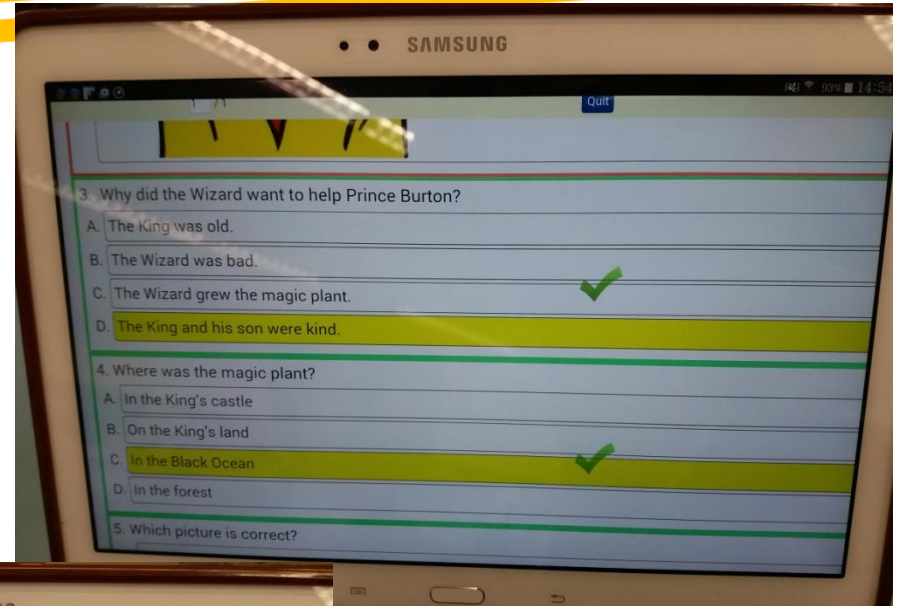 SAMSUNG
93% 14:54
Quit
3. Why did the Wizard want to help Prince Burton?
A. The King was old.
B. The Wizard was bad.
C. The Wizard grew the magic plant.
D. The King and his son were kind.
4. Where was the magic plant?
A. In the King's castle
B. On the King's land
C. In the Black Ocean
D. In the forest
5. Which picture is correct?